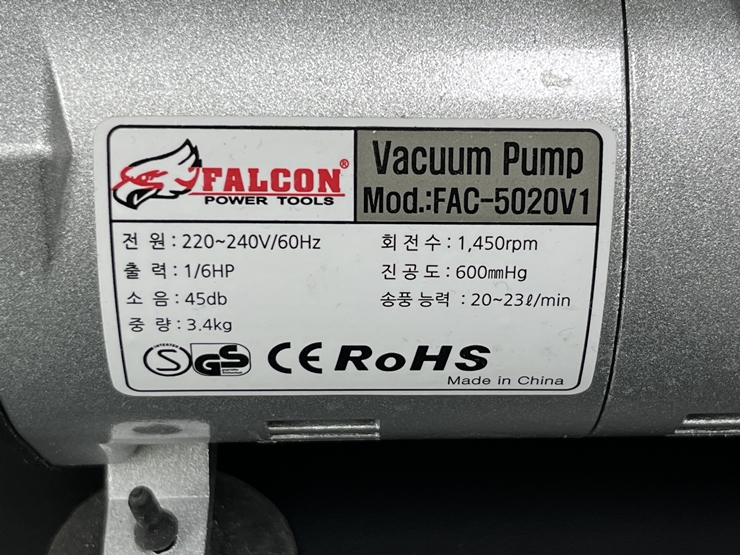 FALCON®
POWER TOOLS
Vacuum Pump
Mod.:FAC-5020V1
전 원 : 220~240V/60Hz
회 전 수 : 1,450rpm
출 력 : 1/6HP
진 공 도 : 600㎜Hg
소 음 : 45db
송풍 능력 : 20~23ℓ/min
중 량 : 3.4kg
S GS CE RoHS
Made in China